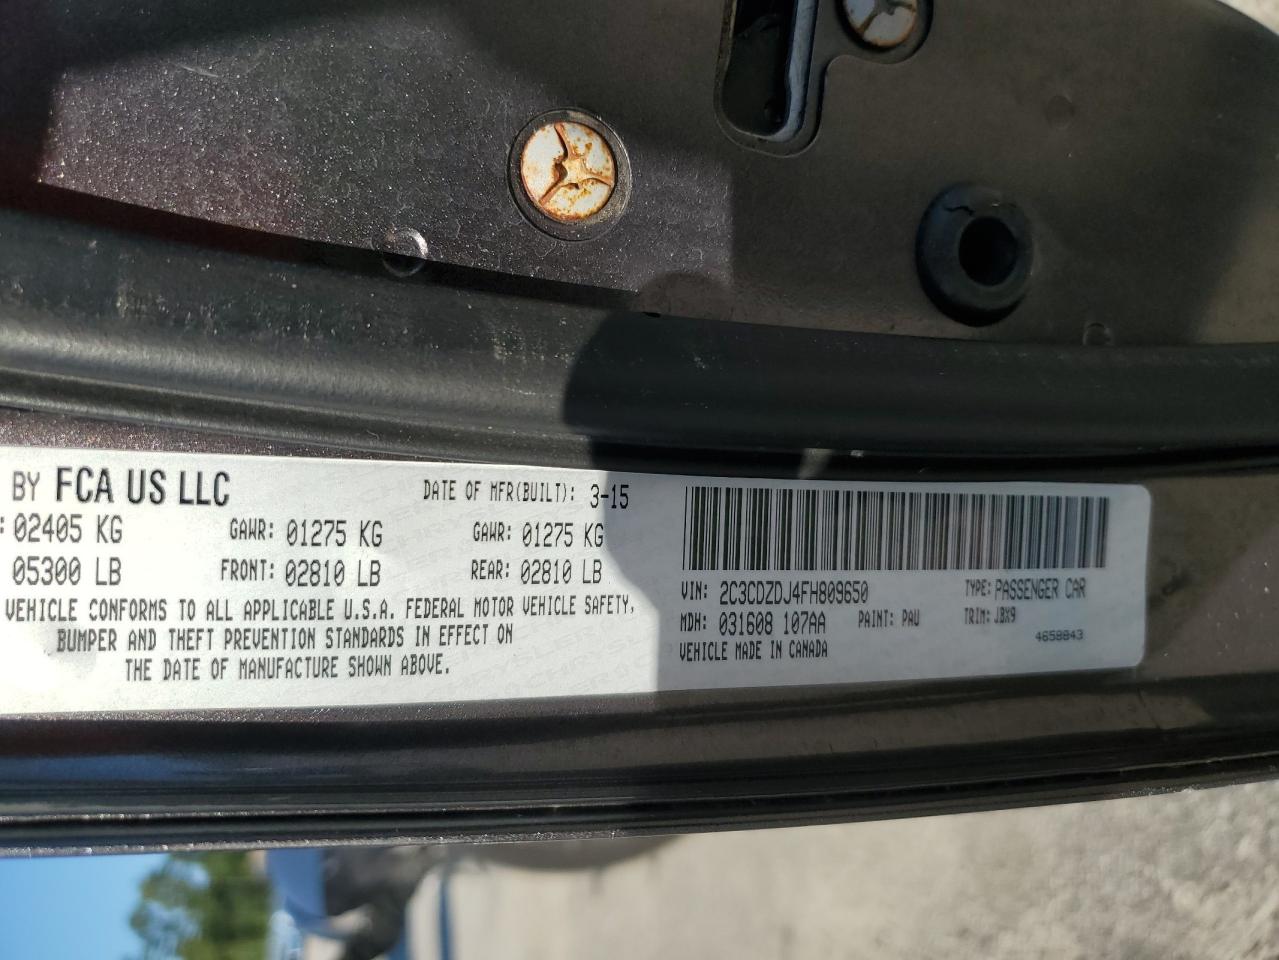 BY FCA US LLC DATE OF MFR(BUILT): 3-15
: 02405 KG GAWR: 01275 KG GAWR: 01275 KG
05300 LB FRONT: 02810 LB REAR: 02810 LB
VEHICLE CONFORMS TO ALL APPLICABLE U.S.A. FEDERAL MOTOR VEHICLE SAFETY,
BUMPER AND THEFT PREVENTION STANDARDS IN EFFECT ON
THE DATE OF MANUFACTURE SHOWN ABOVE.
VIN: 2C3CDZDJ4FH809650 TYPE: PASSENGER CAR
MDH: 031608 107AA PAINT: PAU TRIM: JBX9
VEHICLE MADE IN CANADA 4658843